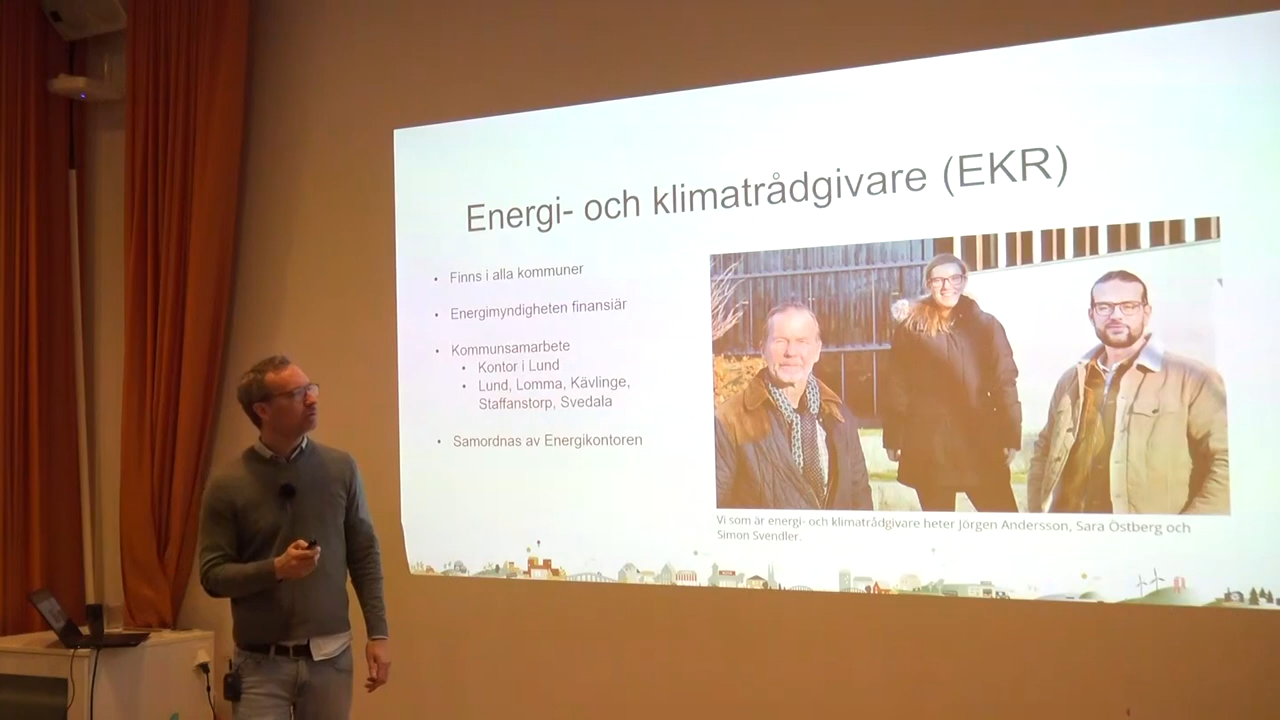 Energi- och klimatrådgivare (EKR)
• Finns i alla kommuner
• Energimyndigheten finansiär
• Kommunsamarbete
• Kontor i Lund
• Lund, Lomma, Kävlinge,
Staffanstorp, Svedala
• Samordnas av Energikontoren
Vi som är energi- och klimatrådgivare heter Jörgen Andersson, Sara Östberg och
Simon Svendler.